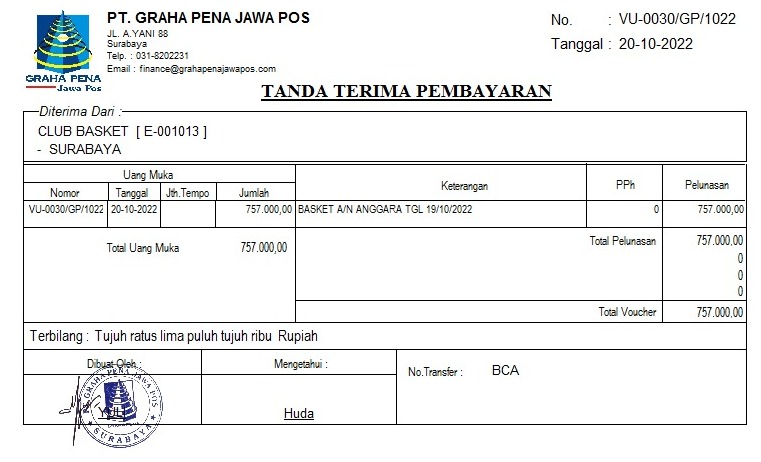 PT. GRAHA PENA JAWA POS
JL. A.YANI 88
Surabaya
Telp. : 031-8202231
Email : finance@grahapenajawapos.com
GRAHA PENA
Jawa Pos
No. : VU-0030/GP/1022
Tanggal : 20-10-2022
TANDA TERIMA PEMBAYARAN
Diterima Dari :
CLUB BASKET [ E-001013 ]
- SURABAYA
Uang Muka Keterangan PPh Pelunasan
Nomor Tanggal Jth.Tempo Jumlah
VU-0030/GP/1022 20-10-2022 757.000,00 BASKET A/N ANGGARA TGL 19/10/2022 0 757.000,00
Total Uang Muka 757.000,00 Total Pelunasan 757.000,00
0
0
0
Total Voucher 757.000,00
Terbilang : Tujuh ratus lima puluh tujuh ribu Rupiah
Dibuat Oleh : Mengetahui : No.Transfer : BCA
PT. GRAHA PENA JAWA POS
YULI Huda
SURABAYA